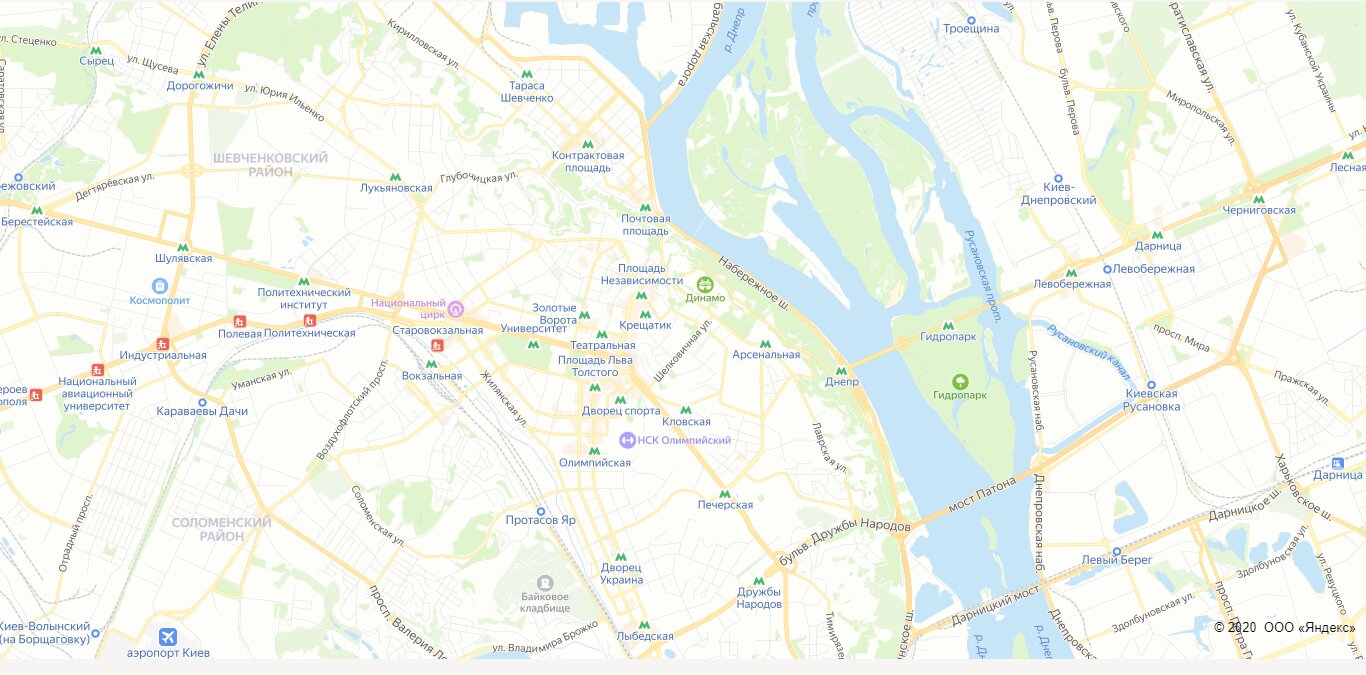 ул. Стеценко
Сырец
ул. Щусева
Дорогожичи
ул. Юрия Ильенко
Кирилловская ул.
Тараса
Шевченко
р. Днепр
Троещина
бульв. Перова
бульв. Перова
Миропольская ул.
ул. Кубанской Украины
ШЕВЧЕНКОВСКИЙ
РАЙОН
Контрактовая
площадь
Лукьяновская
Глубочицкая ул.
Дегтярёвская ул.
Берестейская
Шулявская
Почтовая
площадь
Киев-
Днепровский
Лесная
Черниговская
Дарница
Левобережная
Левобережная
Русановская прот.
Набережное ш.
Площадь
Независимости
Динамо
Космополит
Политехнический
институт
Национальный
цирк
Золотые
Ворота
Крещатик
Полевая
Политехническая
Старовокзальная
Университет
Театральная
Индустриальная
Вокзальная
Площадь Льва
Толстого
Шелковичная ул.
Арсенальная
Днепр
Гидропарк
Гидропарк
Русановский канал
просп. Мира
Пражская ул.
Киевская
Русановка
Русановская наб.
Национальный
авиационный
университет
Уманская ул.
Караваевы Дачи
Воздухофлотский просп.
Жилянская ул.
Дворец спорта
Кловская
НСК Олимпийский
Олимпийская
Лаврская ул.
Печерская
мост Патона
бульв. Дружбы Народов
Днепровская наб.
Харьковское ш.
Дарница
Дарницкое ш.
Отрадный просп.
СОЛОМЕНСКИЙ
РАЙОН
Соломенская ул.
Протасов Яр
Дворец
Украина
Байковое
кладбище
Дружбы
Народов
Левый Берег
Здолбуновская ул.
Здолбуновская ул.
ул. Ревуцкого
Дарницкий мост
Киев-Волынский
(на Борщаговку)
аэропорт Киев
ул. Владимира Брожко
Лыбедская
р. Днепр
р. Днепр
© 2020 ООО «Яндекс»